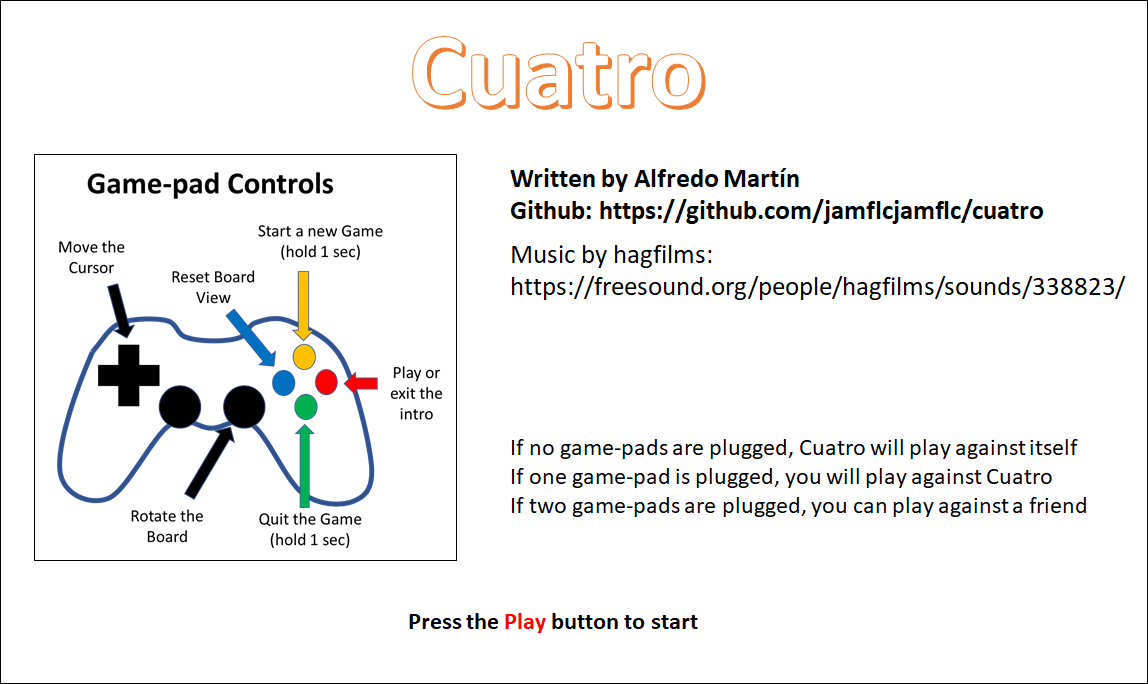 Cuatro
Game-pad Controls
Start a new Game
(hold 1 sec)
Move the
Cursor
Reset Board
View
Play or
exit the
intro
Rotate the
Board
Quit the Game
(hold 1 sec)
Written by Alfredo Martín
Github: https://github.com/jamflcjamflc/cuatro
Music by hagfilms:
https://freesound.org/people/hagfilms/sounds/338823/
If no game-pads are plugged, Cuatro will play against itself
If one game-pad is plugged, you will play against Cuatro
If two game-pads are plugged, you can play against a friend
Press the Play button to start